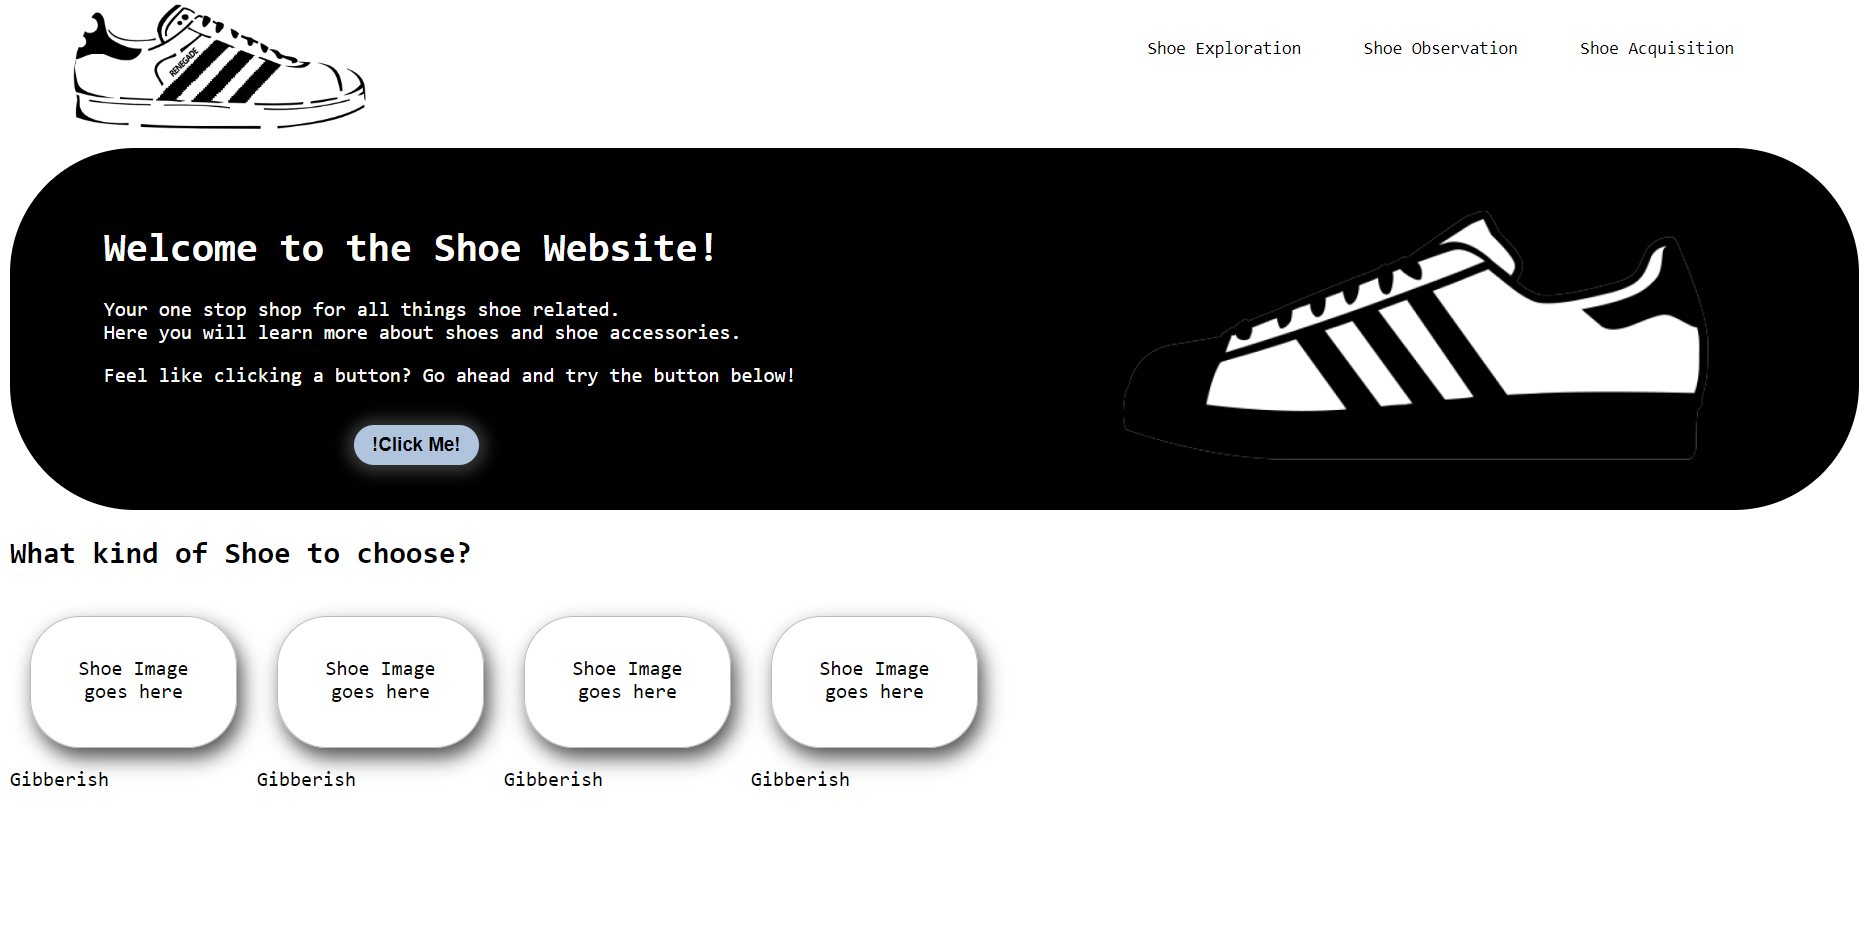 RENEGADE
Shoe Exploration Shoe Observation Shoe Acquisition
Welcome to the Shoe Website!
Your one stop shop for all things shoe related.
Here you will learn more about shoes and shoe accessories.
Feel like clicking a button? Go ahead and try the button below!
!Click Me!
What kind of Shoe to choose?
Shoe Image
goes here
Shoe Image
goes here
Shoe Image
goes here
Shoe Image
goes here
Gibberish
Gibberish
Gibberish
Gibberish